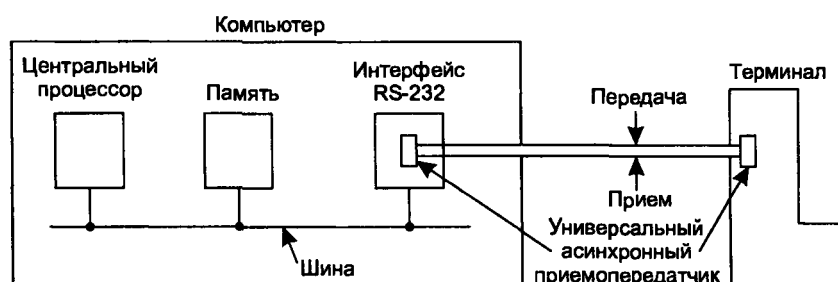 Компьютер
Центральный
процессор
Память
Интерфейс
RS-232
Передача
Терминал
Прием
Универсальный
асинхронный
приемопередатчик
Шина